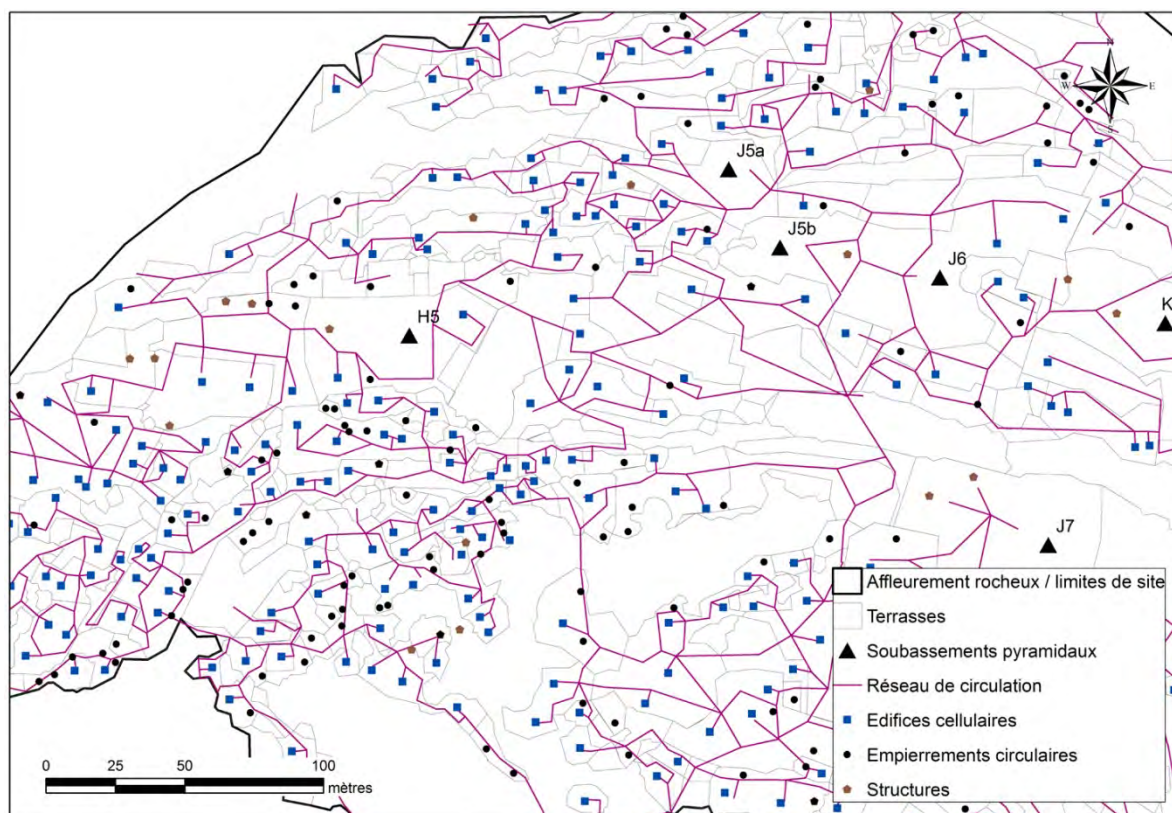 N
W E
S
J5a
J5b
J6
K
H5
J7
Affleurement rocheux / limites de site
Terrasses
Soubassements pyramidaux
Réseau de circulation
Edifices cellulaires
Empierrements circulaires
Structures
0 25 50 100
mètres